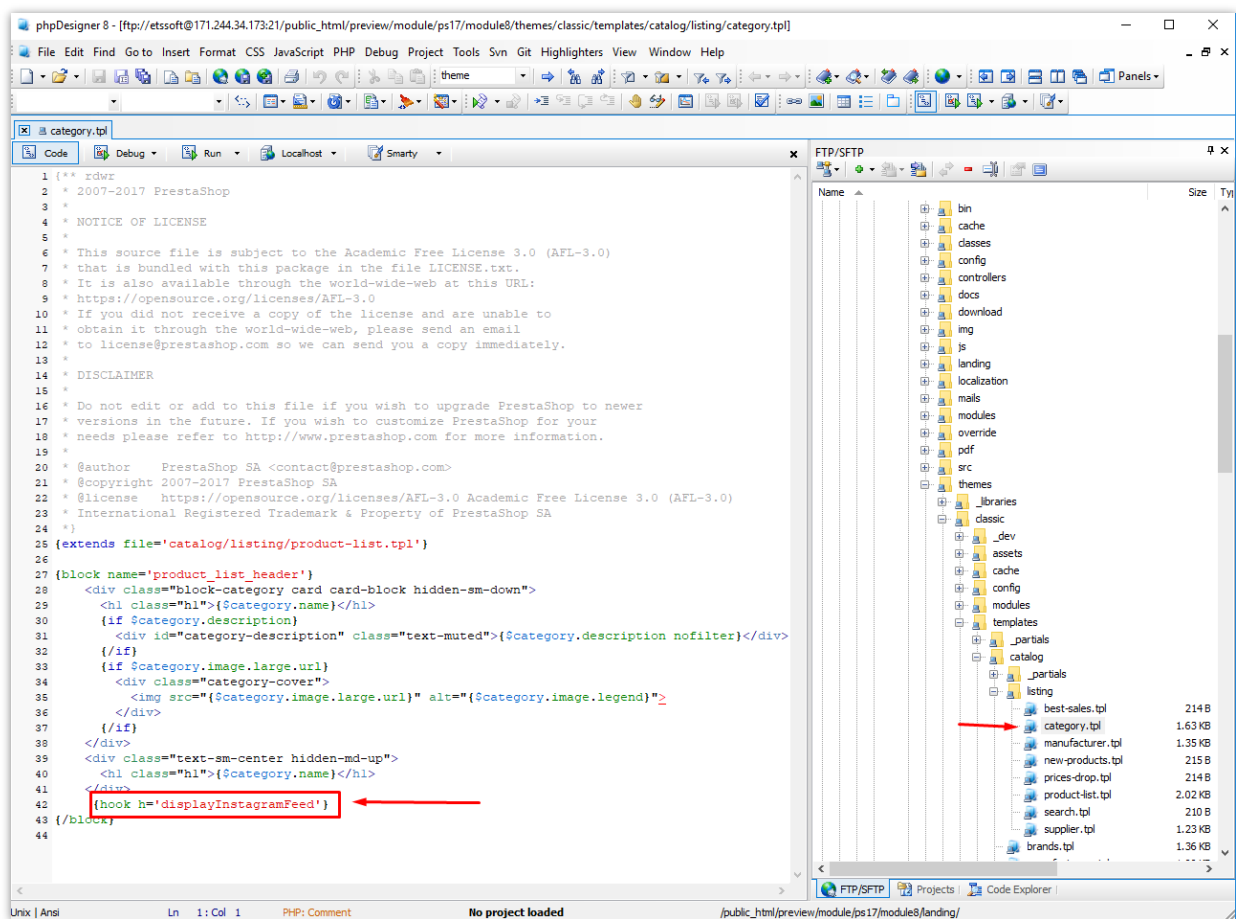 phpDesigner 8 - [ftp://etssoft@171.244.34.173:21/public_html/preview/module/ps17/module8/themes/classic/templates/catalog/listing/category.tpl]
File Edit Find Go to Insert Format CSS JavaScript PHP Debug Project Tools Svn Git Highlighters View Window Help
theme
Panels
category.tpl
Code Debug Run Localhost Smarty
1 {** rdwr
2 * 2007-2017 PrestaShop
3 *
4 * NOTICE OF LICENSE
5 *
6 * This source file is subject to the Academic Free License 3.0 (AFL-3.0)
7 * that is bundled with this package in the file LICENSE.txt.
8 * It is also available through the world-wide-web at this URL:
9 * https://opensource.org/licenses/AFL-3.0
10 * If you did not receive a copy of the license and are unable to
11 * obtain it through the world-wide-web, please send an email
12 * to license@prestashop.com so we can send you a copy immediately.
13 *
14 * DISCLAIMER
15 *
16 * Do not edit or add to this file if you wish to upgrade PrestaShop to newer
17 * versions in the future. If you wish to customize PrestaShop for your
18 * needs please refer to http://www.prestashop.com for more information.
19 *
20 * @author PrestaShop SA <contact@prestashop.com>
21 * @copyright 2007-2017 PrestaShop SA
22 * @license https://opensource.org/licenses/AFL-3.0 Academic Free License 3.0 (AFL-3.0)
23 * International Registered Trademark & Property of PrestaShop SA
24 *}
25 {extends file='catalog/listing/product-list.tpl'}
26
27 {block name='product_list_header'}
28 <div class="block-category card card-block hidden-sm-down">
29 <h1 class="h1">{$category.name}</h1>
30 {if $category.description}
31 <div id="category-description" class="text-muted">{$category.description nofilter}</div>
32 {/if}
33 {if $category.image.large.url}
34 <div class="category-cover">
35 <img src="{$category.image.large.url}" alt="{$category.image.legend}">
36 </div>
37 {/if}
38 </div>
39 <div class="text-sm-center hidden-md-up">
40 <h1 class="h1">{$category.name}</h1>
41 </div>
42 {hook h='displayInstagramFeed'}
43 {/block}
44
FTP/SFTP
Name Size Typ
bin
cache
classes
config
controllers
docs
download
img
js
landing
localization
mails
modules
override
pdf
src
themes
_libraries
classic
_dev
assets
cache
config
modules
templates
_partials
catalog
_partials
listing
best-sales.tpl 214 B
category.tpl 1.63 KB
manufacturer.tpl 1.35 KB
new-products.tpl 215 B
prices-drop.tpl 214 B
product-list.tpl 2.02 KB
search.tpl 210 B
supplier.tpl 1.23 KB
brands.tpl 1.36 KB
FTP/SFTP Projects Code Explorer
Unix | Ansi Ln 1:Col 1 PHP: Comment No project loaded /public_html/preview/module/ps17/module8/landing/